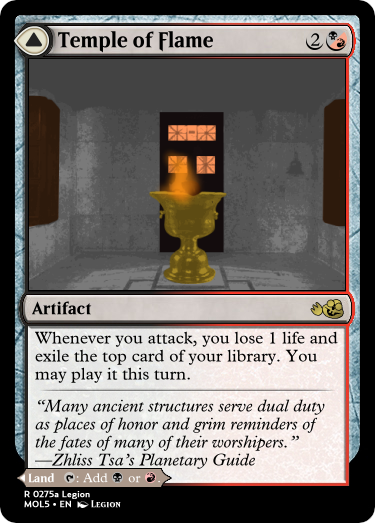 Temple of Flame 2
Artifact
Whenever you attack, you lose 1 life and
exile the top card of your library. You
may play it this turn.
“Many ancient structures serve dual duty
as places of honor and grim reminders of
the fates of many of their worshipers.”
—Zhliss Tsa's Planetary Guide
Land : Add or .
R 0275a Legion
MOL5 • EN Legion